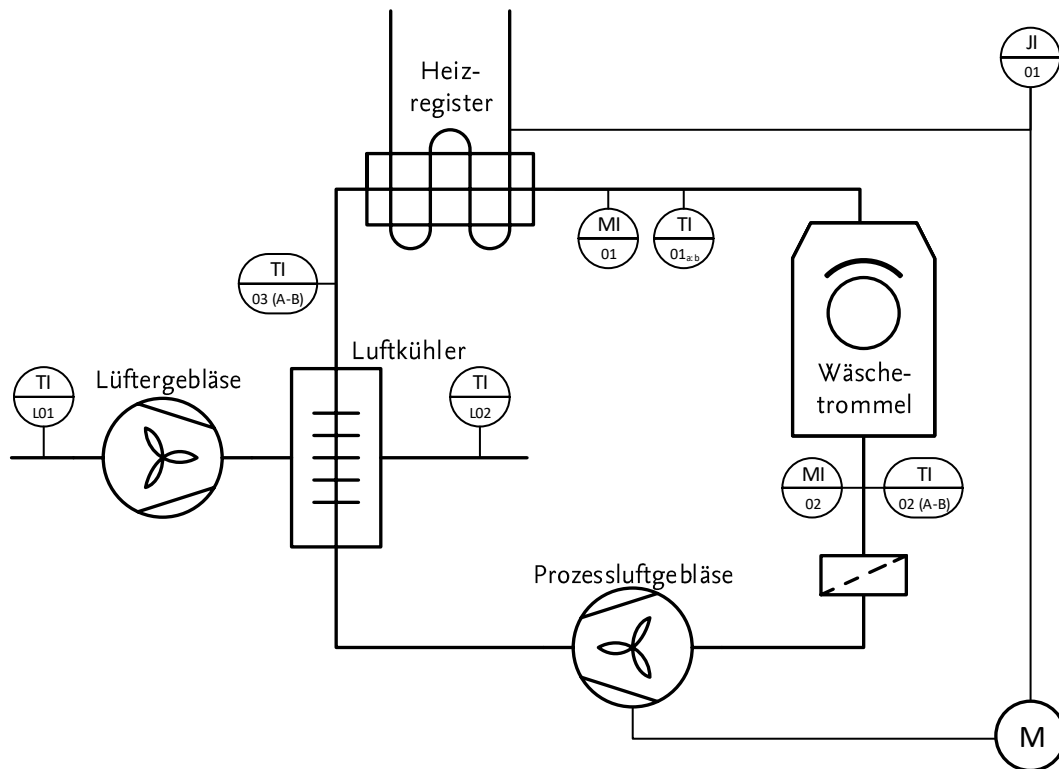 JI
01
Heiz-
register
MI
01
TI
01a:b
TI
03 (A-B)
Luftkühler
Lüftergebläse
TI
L01
TI
L02
Wäsche-
trommel
MI
02
TI
02 (A-B)
Prozessluftgebläse
M